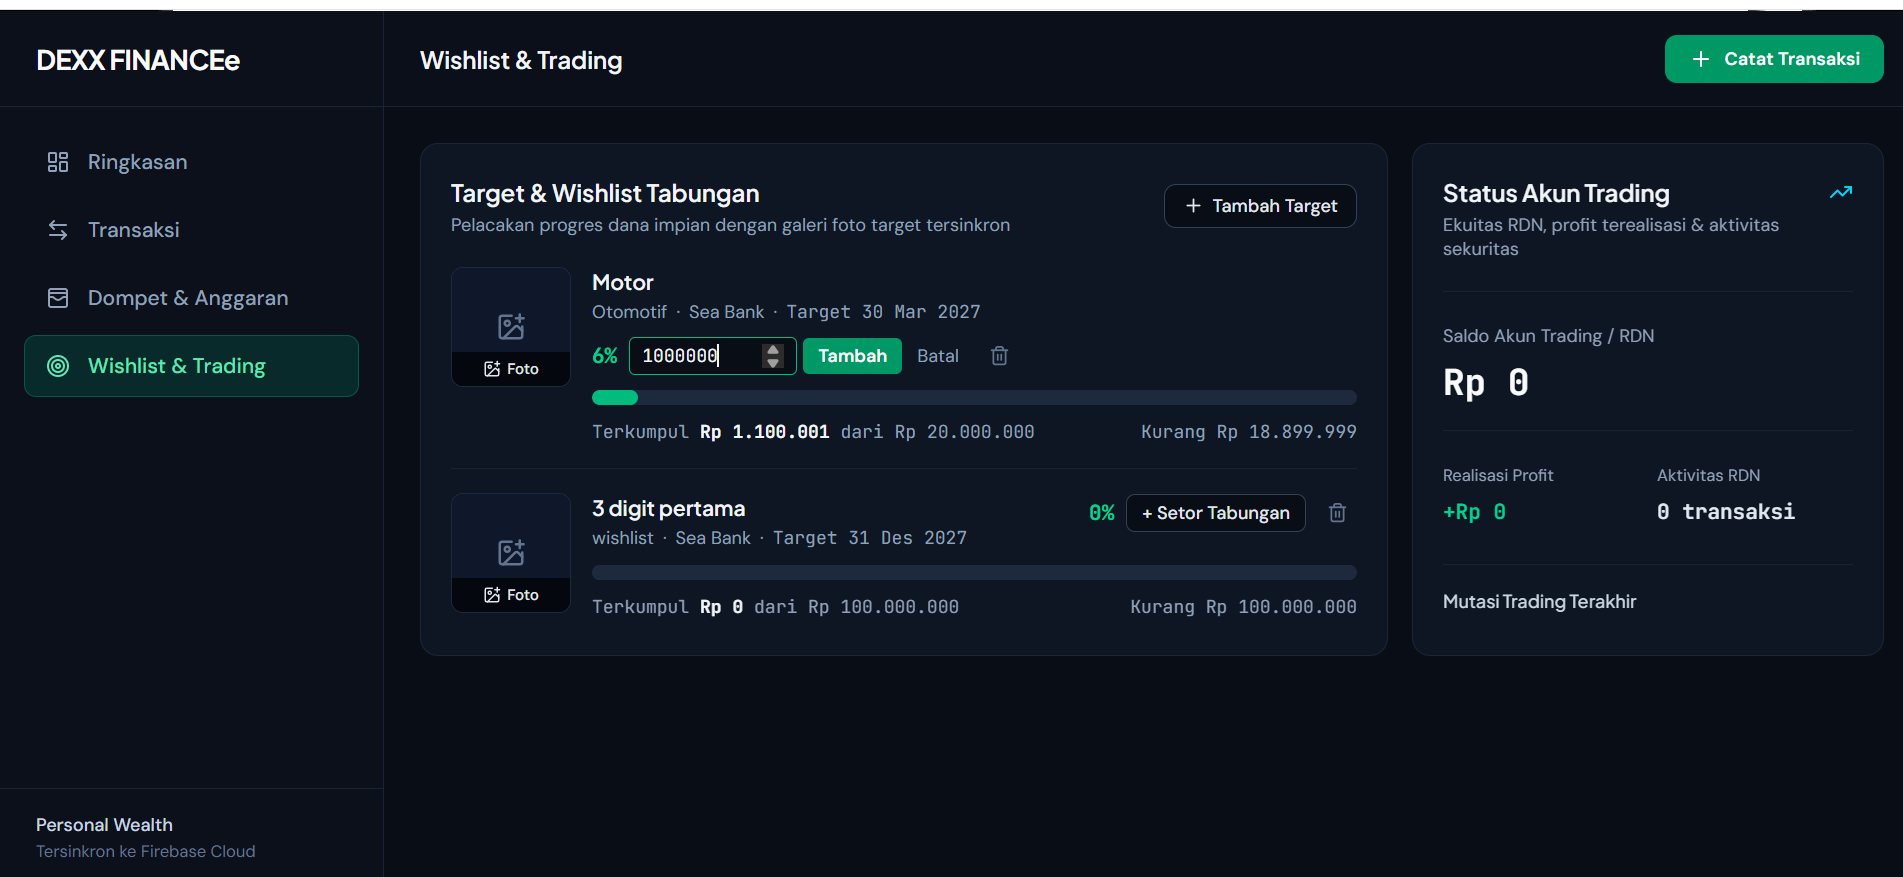 DEXX FINANCEe
Ringkasan
Transaksi
Dompet & Anggaran
Wishlist & Trading
Personal Wealth
Tersinkron ke Firebase Cloud
Wishlist & Trading
Catat Transaksi
Target & Wishlist Tabungan
Pelacakan progres dana impian dengan galeri foto target tersinkron
+ Tambah Target
Foto
Motor
Otomotif · Sea Bank · Target 30 Mar 2027
6% 1000000 Tambah Batal
Terkumpul Rp 1.100.001 dari Rp 20.000.000 Kurang Rp 18.899.999
Foto
3 digit pertama
wishlist · Sea Bank · Target 31 Des 2027
0% + Setor Tabungan
Terkumpul Rp 0 dari Rp 100.000.000 Kurang Rp 100.000.000
Status Akun Trading
Ekuitas RDN, profit terealisasi & aktivitas
sekuritas
Saldo Akun Trading / RDN
Rp 0
Realisasi Profit
+Rp 0
Aktivitas RDN
0 transaksi
Mutasi Trading Terakhir